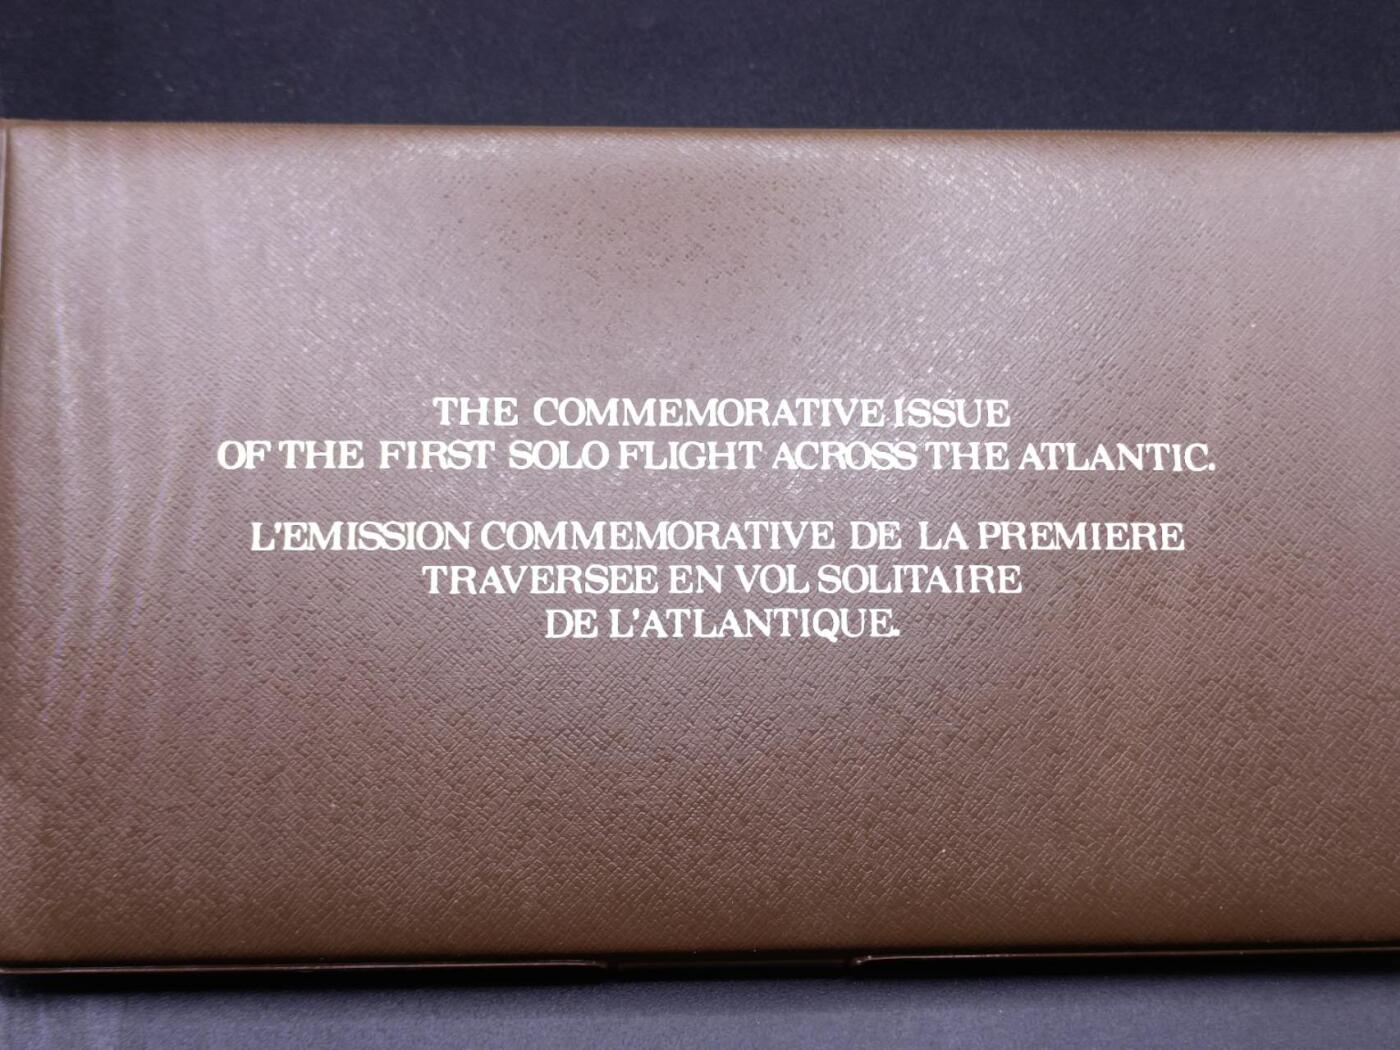 THE COMMEMORATIVE ISSUE
OF THE FIRST SOLO FLIGHT ACROSS THE ATLANTIC.
L'EMISSION COMMEMORATIVE DE LA PREMIERE
TRAVERSEE EN VOL SOLITAIRE
DE L'ATLANTIQUE.